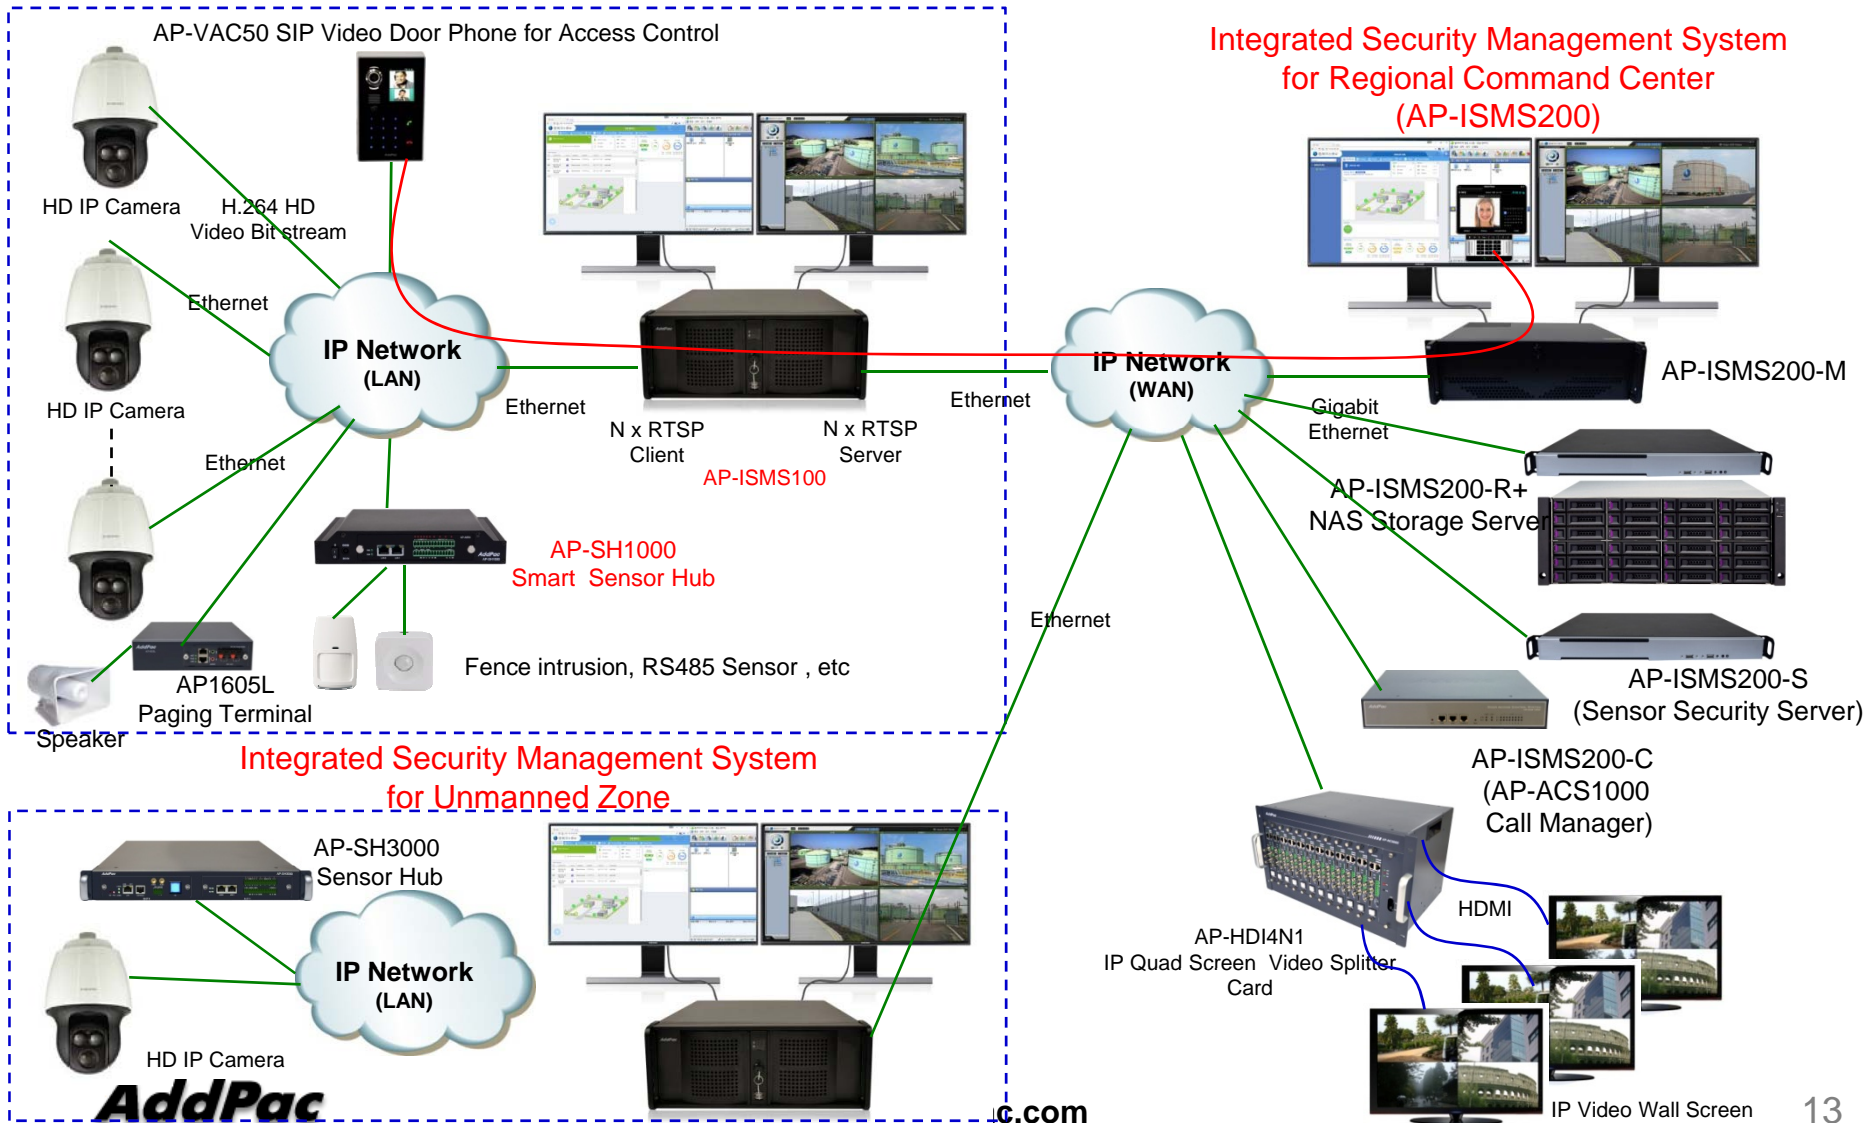 AP-VAC50 SIP Video Door Phone for Access Control
HD IP Camera
H.264 HD
Video Bit stream
Ethernet
HD IP Camera
IP Network
(LAN)
Ethernet
Ethernet
N x RTSP
Client
N x RTSP
Server
AP-ISMS100
AP-SH1000
Smart Sensor Hub
AddPac
Fence intrusion, RS485 Sensor , etc
AP1605L
Paging Terminal
Speaker
Integrated Security Management System
for Unmanned Zone
AP-SH3000
Sensor Hub
IP Network
(LAN)
HD IP Camera
AddPac
c.com
Integrated Security Management System
for Regional Command Center
(AP-ISMS200)
IP Network
(WAN)
Ethernet
Ethernet
AP-ISMS200-M
Gigabit
Ethernet
AP-ISMS200-R+
NAS Storage Server
AP-ISMS200-S
(Sensor Security Server)
AP-ISMS200-C
(AP-ACS1000
Call Manager)
HDMI
AP-HDI4N1
IP Quad Screen Video Splitter
Card
IP Video Wall Screen
13